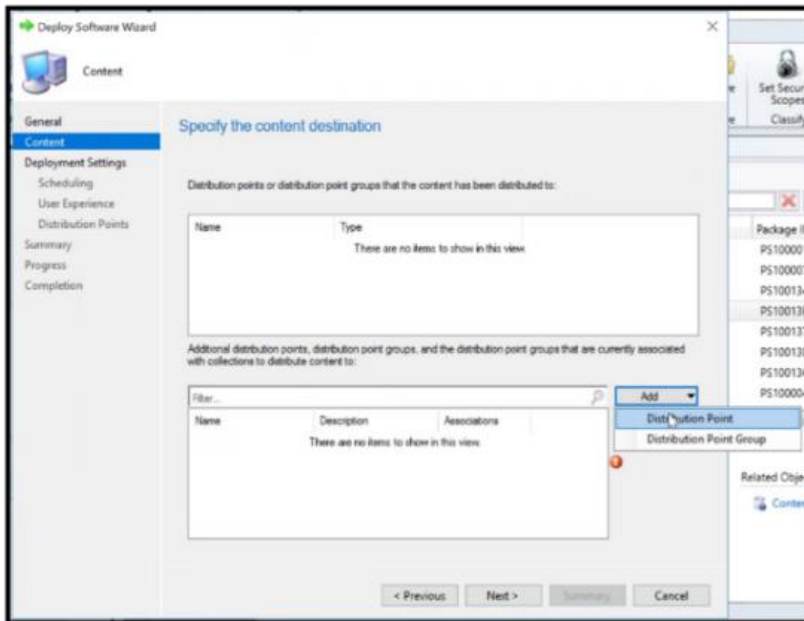 Deploy Software Wizard
Content
General
Content
Deployment Settings
Scheduling
User Experience
Distribution Points
Summary
Progress
Completion
Specify the content destination
Distribution points or distribution point groups that the content has been distributed to:
Name Type
There are no items to show in this view.
Additional distribution points, distribution point groups, and the distribution point groups that are currently associated
with collections to distribute content to:
Filter...
Add
Name Description Associations
There are no items to show in this view.
Distribution Point
Distribution Point Group
< Previous Next > Summary Cancel
Set Secur
Scopes
Classify
Package I
PS10000
PS10000
PS10013
PS10013
PS10013
PS10013
PS10013
PS10000
Related Obje
Conte